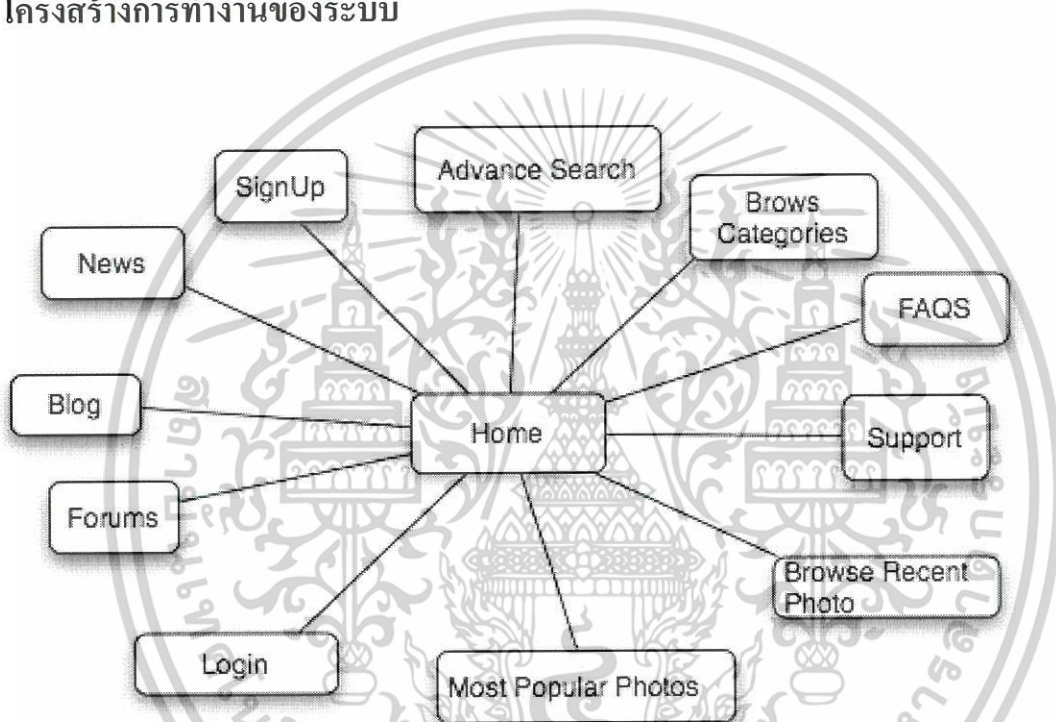 โครงสร้างการทำงานของระบบ
Advance Search
SignUp
Brows
Categories
News
FAQS
Blog
Home
Support
Forums
Browse Recent
Photo
Login
Most Popular Photos